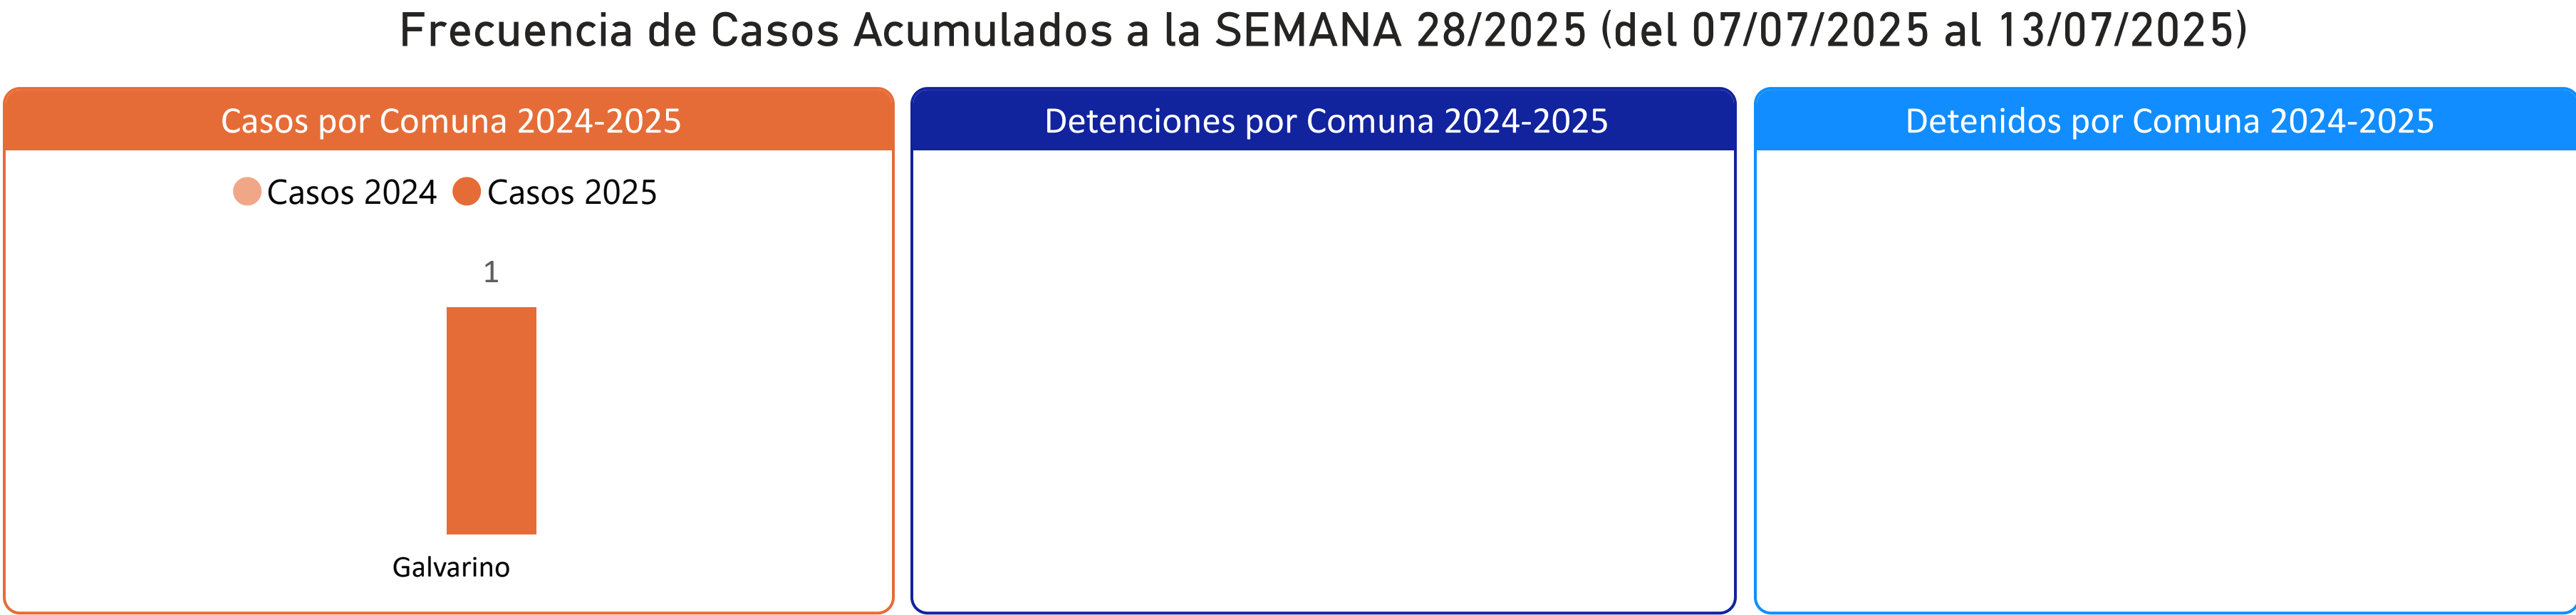 Frecuencia de Casos Acumulados a la SEMANA 28/2025 (del 07/07/2025 al 13/07/2025)
Casos por Comuna 2024-2025
Casos 2024 Casos 2025
1
Galvarino
Detenciones por Comuna 2024-2025
Detenidos por Comuna 2024-2025